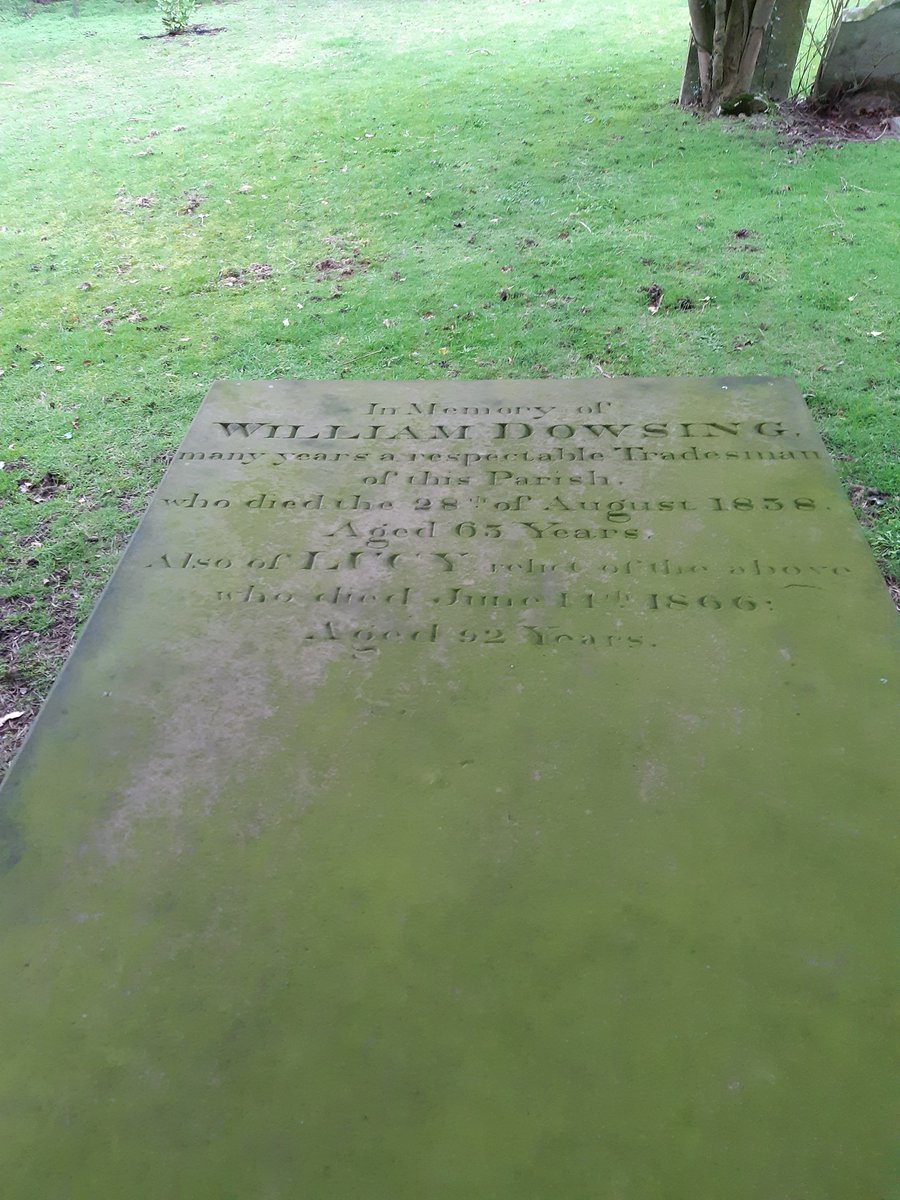 In Memory of
WILLIAM DOWSING,
many years a respectable Tradesman
of this Parish,
who died the 28th of August 1838.
Aged 65 Years.
Also of LUCY relict of the above
who died June 11th 1866;
Aged 92 Years.